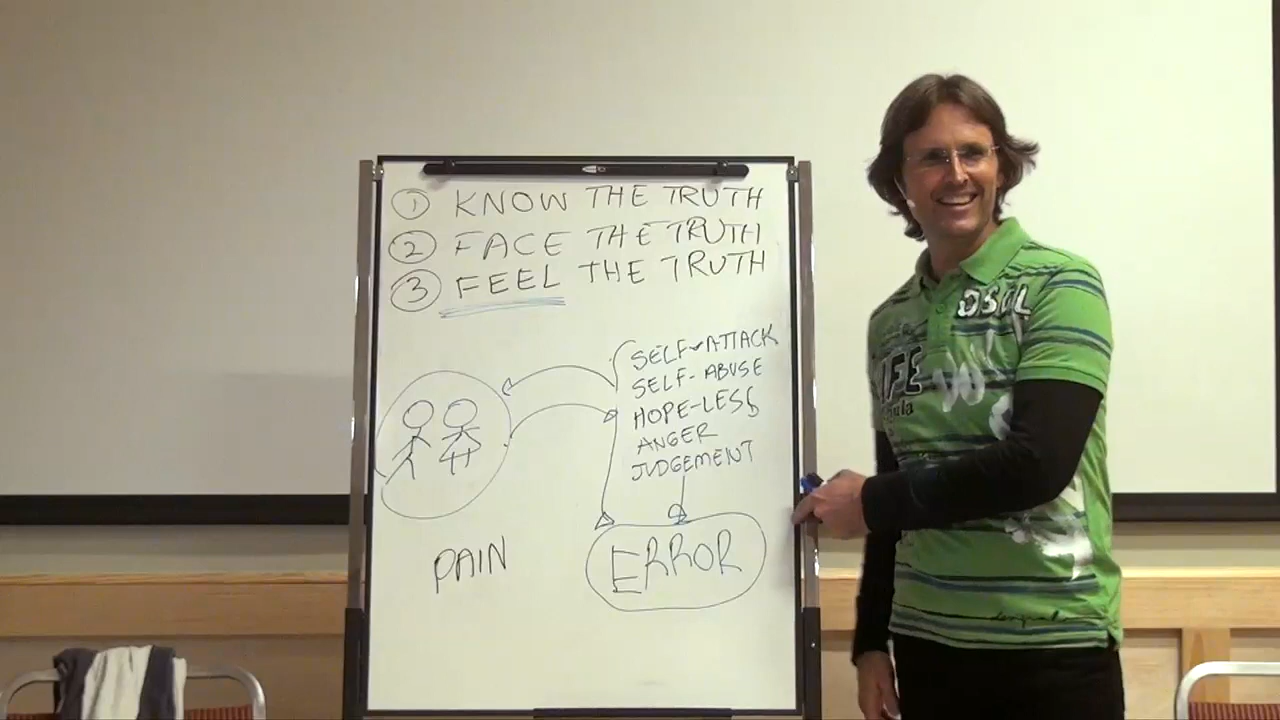 ① KNOW THE TRUTH
② FACE THE TRUTH
③ FEEL THE TRUTH
SELF-ATTACK
SELF-ABUSE
HOPE-LESS
ANGER
JUDGEMENT
PAIN
ERROR
LIFE